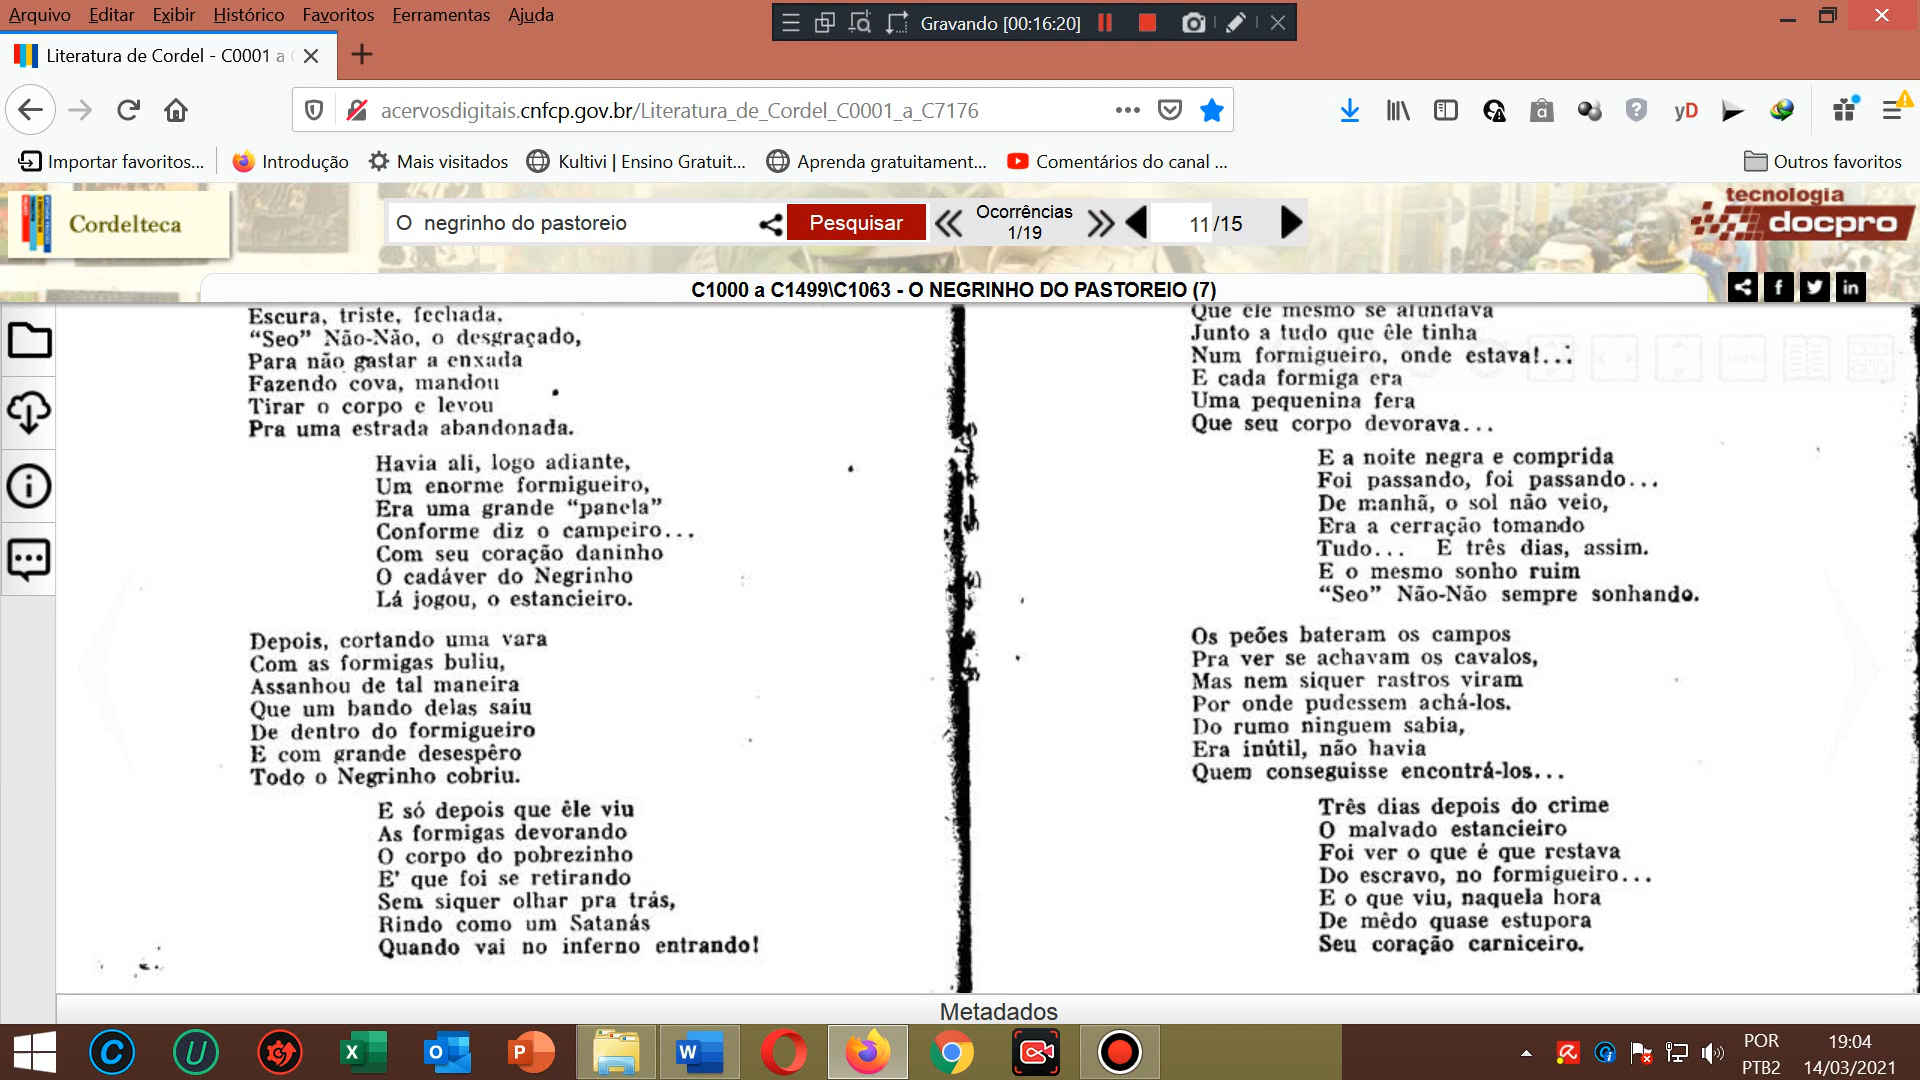 Arquivo Editar Exibir Histórico Favoritos Ferramentas Ajuda
Gravando [00:16:20]
Literatura de Cordel - C0001 a
acervosdigitais.cnfcp.gov.br/Literatura_de_Cordel_C0001_a_C7176
Importar favoritos... Introdução Mais visitados Kultivi | Ensino Gratuit... Aprenda gratuitament... Comentários do canal ... Outros favoritos
Cordelteca
O negrinho do pastoreio
Pesquisar
Ocorrências
1/19
11 /15
tecnologia
docpro
C1000 a C1499\C1063 - O NEGRINHO DO PASTOREIO (7)
Escura, triste, fechada,
“Seo” Não-Não, o desgraçado,
Para não gastar a enxada
Fazendo cova, mandou
Tirar o corpo e levou
Pra uma estrada abandonada.
Havia ali, logo adiante,
Um enorme formigueiro,
Era uma grande “panela”
Conforme diz o campeiro...
Com seu coração daninho
O cadáver do Negrinho
Lá jogou, o estancieiro.
Depois, cortando uma vara
Com as formigas buliu,
Assanhou de tal maneira
Que um bando delas saiu
De dentro do formigueiro
E com grande desespêro
Todo o Negrinho cobriu.
E só depois que êle viu
As formigas devorando
O corpo do pobrezinho
E' que foi se retirando
Sem siquer olhar pra trás,
Rindo como um Satanás
Quando vai no inferno entrando!
Que êle mesmo se afundava
Junto a tudo que êle tinha
Num formigueiro, onde estava!...
E cada formiga era
Uma pequenina fera
Que seu corpo devorava...
E a noite negra e comprida
Foi passando, foi passando...
De manhã, o sol não veio,
Era a cerração tomando
Tudo... E três dias, assim.
E o mesmo sonho ruim
“Seo” Não-Não sempre sonhando.
Os peões bateram os campos
Pra ver se achavam os cavalos,
Mas nem siquer rastros viram
Por onde pudessem achá-los.
Do rumo ninguem sabia,
Era inútil, não havia
Quem conseguisse encontrá-los...
Três dias depois do crime
O malvado estancieiro
Foi ver o que é que restava
Do escravo, no formigueiro...
E o que viu, naquela hora
De mêdo quase estupora
Seu coração carniceiro.
Metadados
POR
PTB2
19:04
14/03/2021